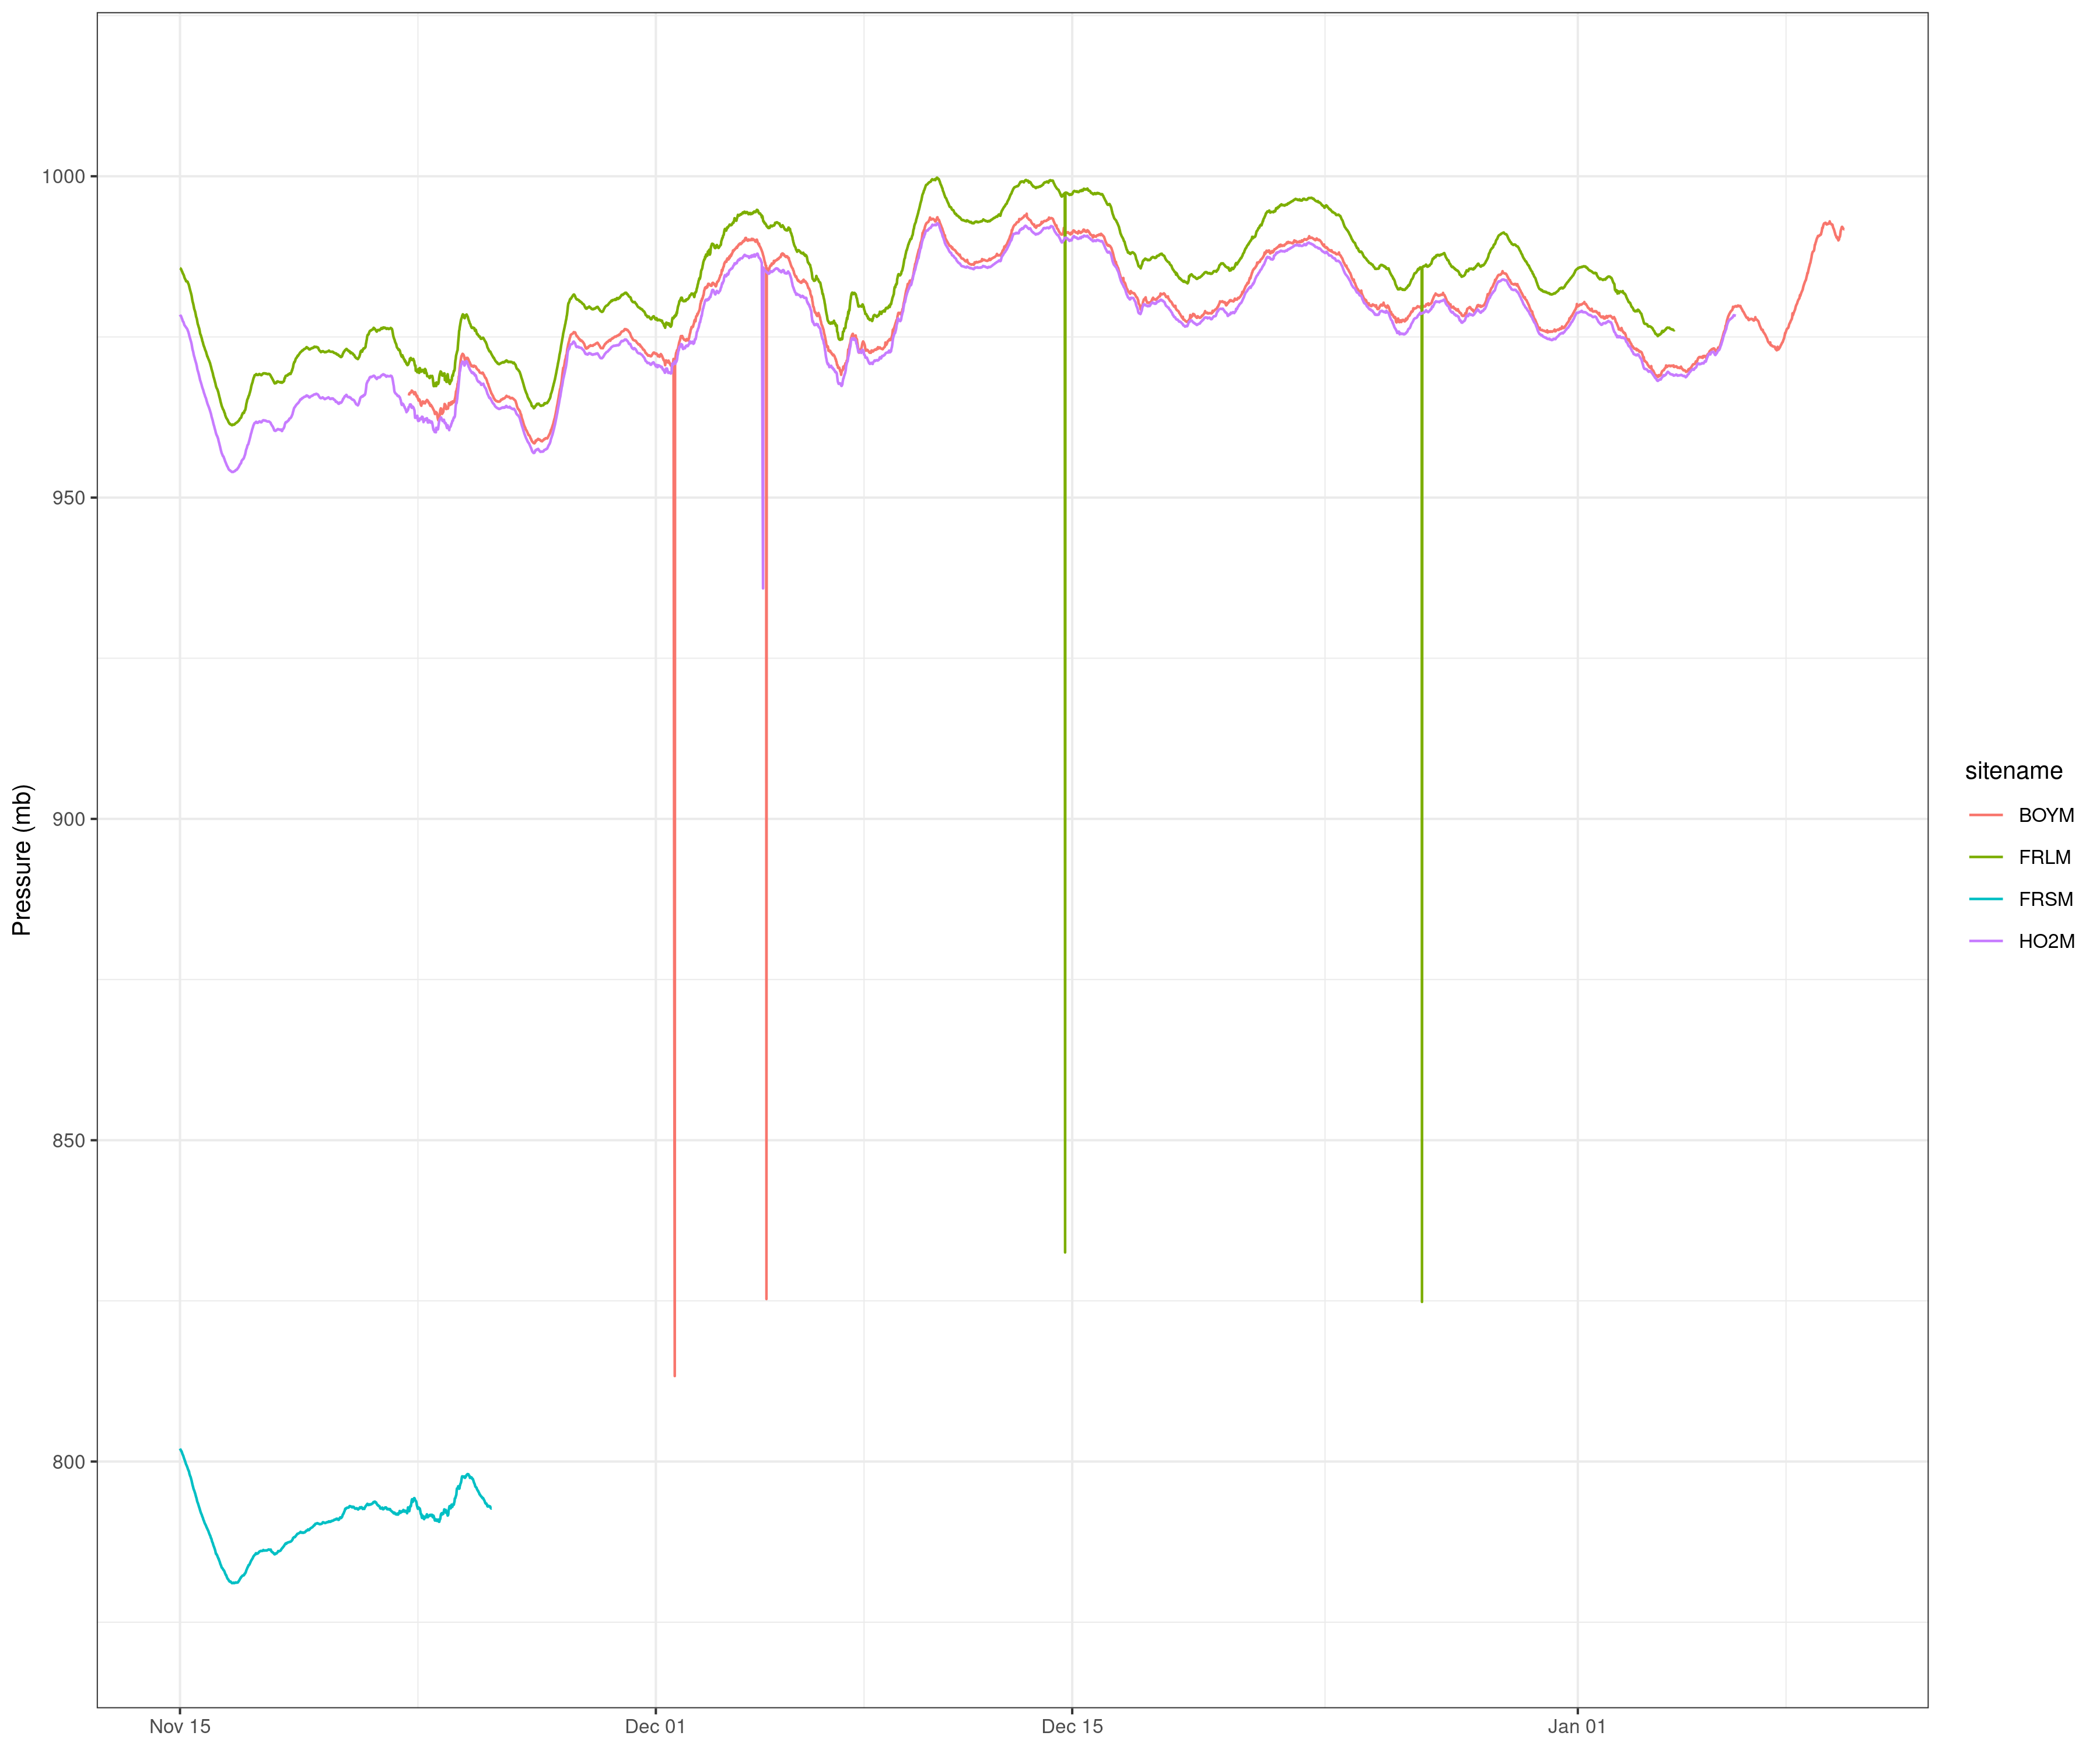 1000
950
900
850
800
Pressure (mb)
Nov 15
Dec 01
Dec 15
Jan 01
sitename
BOYM
FRLM
FRSM
HO2M